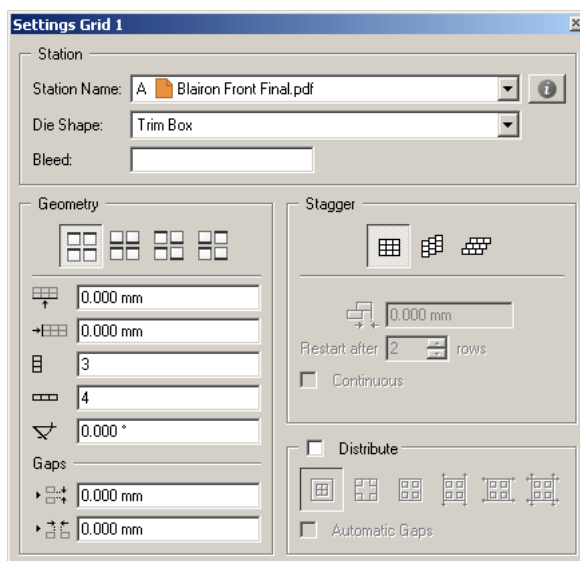 Settings Grid 1
Station
Station Name: A Blairon Front Final.pdf
Die Shape: Trim Box
Bleed:
Geometry
0.000 mm
0.000 mm
3
4
0.000 °
Gaps
0.000 mm
0.000 mm
Stagger
0.000 mm
Restart after 2 rows
Continuous
Distribute
Automatic Gaps